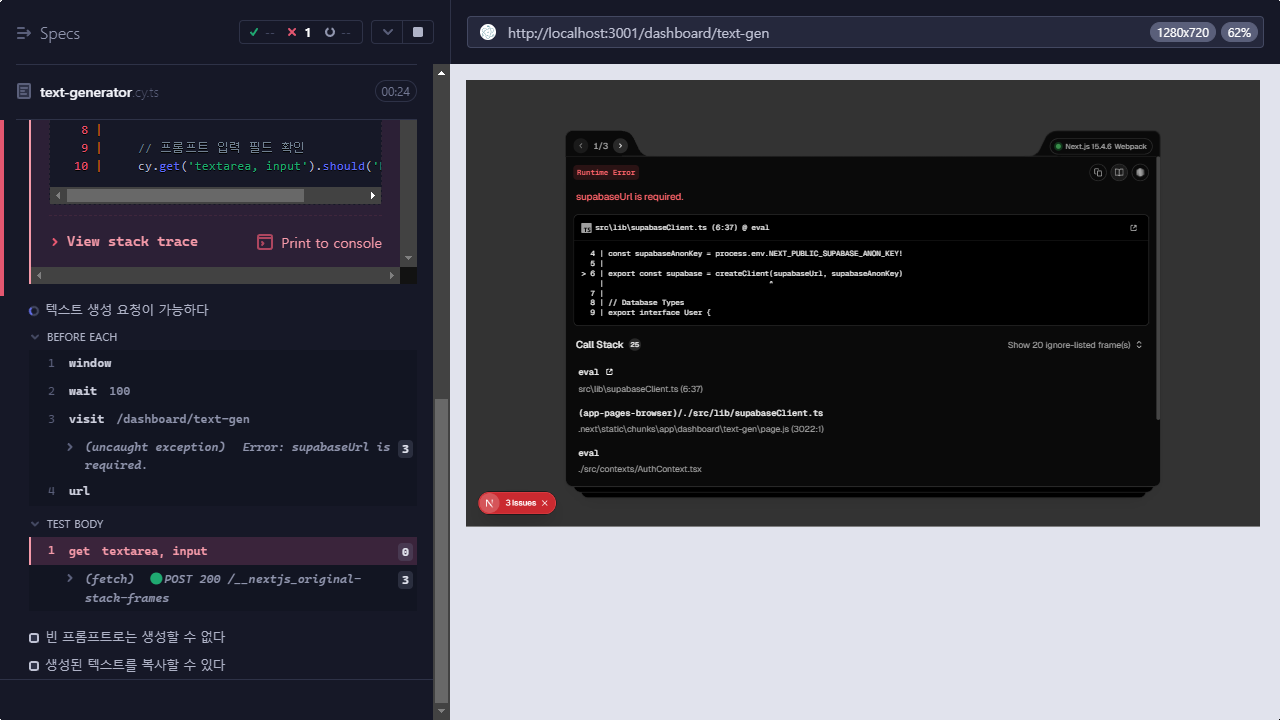 Specs
-- 1 --
text-generator.cy.ts
00:24
8 |
9 | // 프롬프트 입력 필드 확인
10 | cy.get('textarea, input').should('b
View stack trace
Print to console
텍스트 생성 요청이 가능하다
BEFORE EACH
1 window
2 wait 100
3 visit /dashboard/text-gen
(uncaught exception) Error: supabaseUrl is 3
required.
4 url
TEST BODY
1 get textarea, input 0
(fetch) POST 200 /__nextjs_original- 3
stack-frames
빈 프롬프트로는 생성할 수 없다
생성된 텍스트를 복사할 수 있다
http://localhost:3001/dashboard/text-gen
1280x720
62%
1/3
Next.js 15.4.6 Webpack
Runtime Error
supabaseUrl is required.
src\lib\supabaseClient.ts (6:37) @ eval
4 | const supabaseAnonKey = process.env.NEXT_PUBLIC_SUPABASE_ANON_KEY!
5 |
> 6 | export const supabase = createClient(supabaseUrl, supabaseAnonKey)
| ^
7 |
8 | // Database Types
9 | export interface User {
Call Stack 25
Show 20 ignore-listed frame(s)
eval
src\lib\supabaseClient.ts (6:37)
(app-pages-browser)/./src/lib/supabaseClient.ts
.next\static\chunks\app\dashboard\text-gen\page.js (3022:1)
eval
./src/contexts/AuthContext.tsx
N 3 Issues